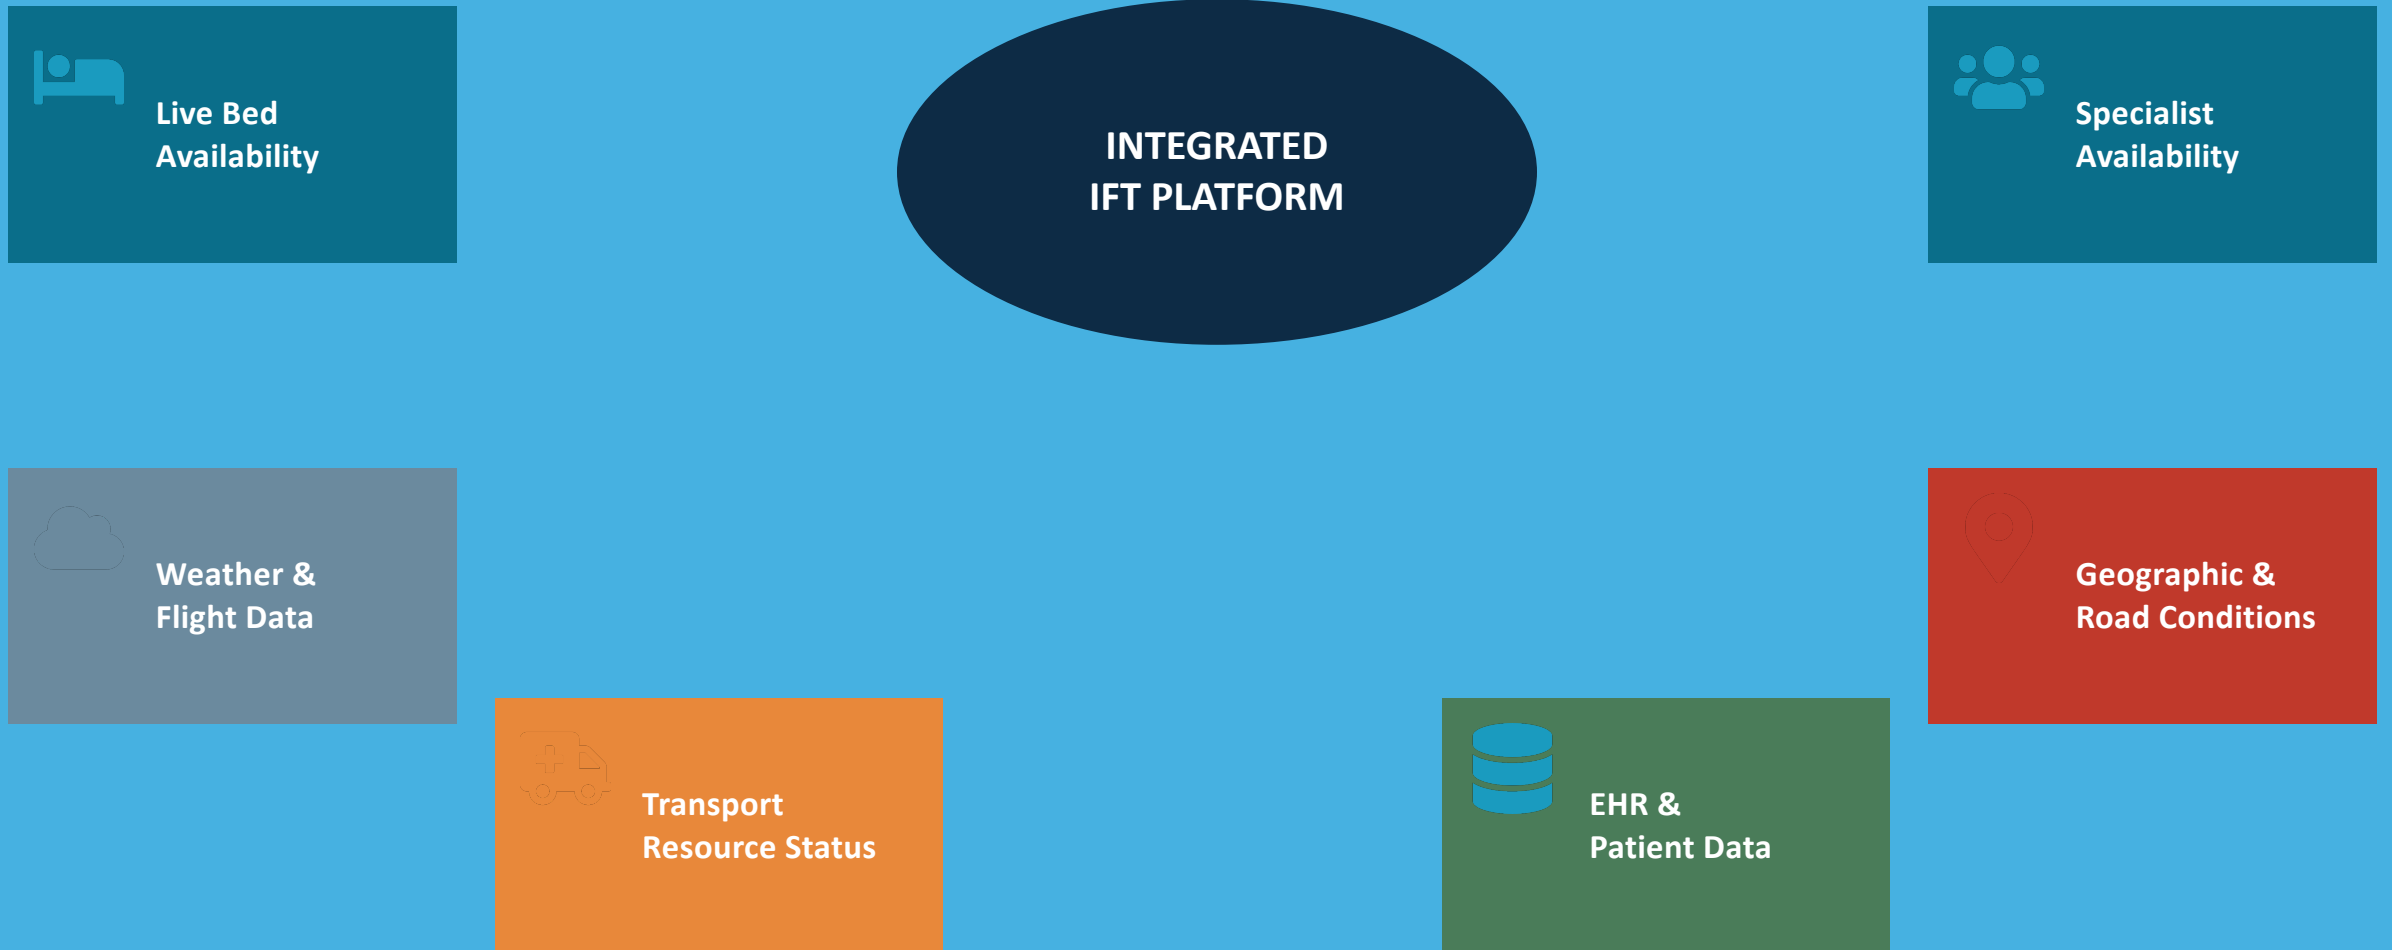 Live Bed
Availability
INTEGRATED
IFT PLATFORM
Specialist
Availability
Weather &
Flight Data
Geographic &
Road Conditions
Transport
Resource Status
EHR &
Patient Data